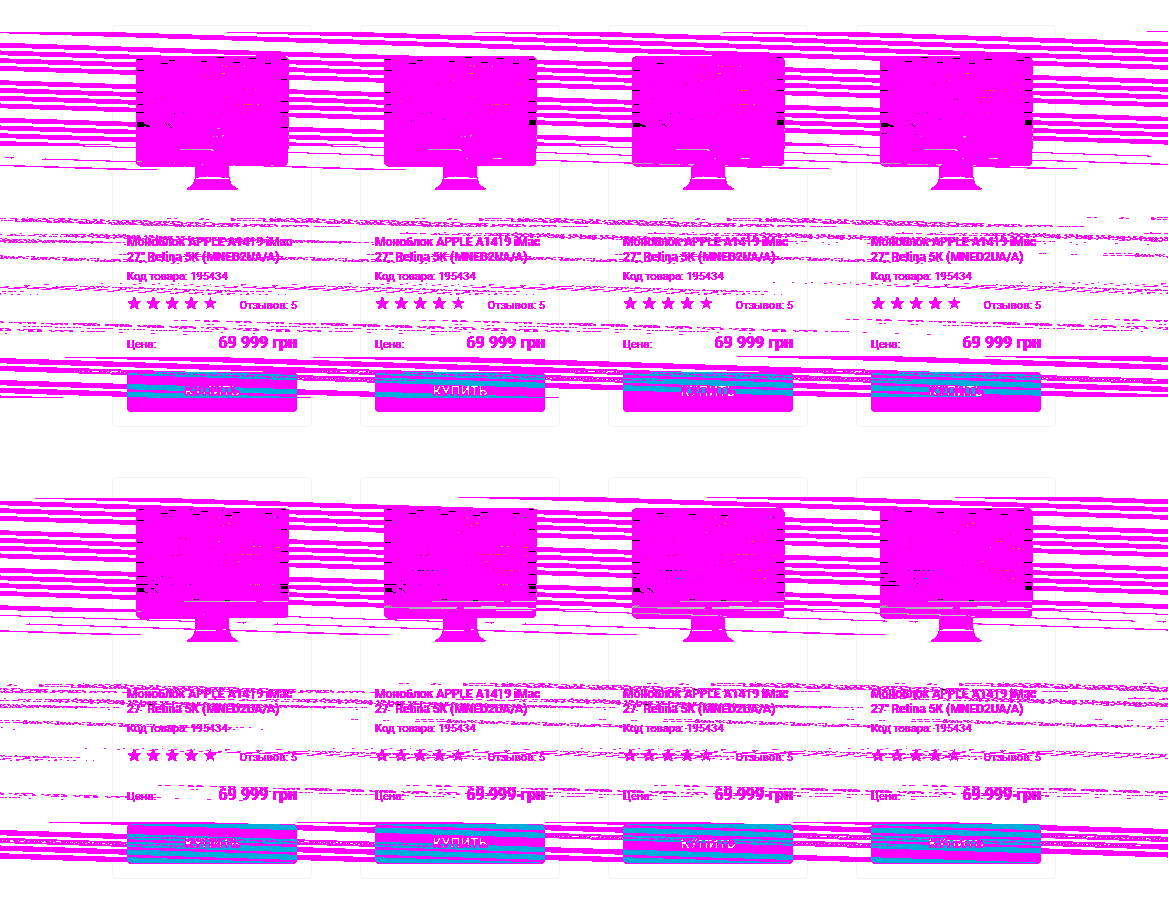 Моноблок APPLE A1419 iMac
27" Retina 5K (MNED2UA/A)
Код товара: 195434
Отзывов: 5
Цена: 69 999 грн
КУПИТЬ
Моноблок APPLE A1419 iMac
27" Retina 5K (MNED2UA/A)
Код товара: 195434
Отзывов: 5
Цена: 69 999 грн
КУПИТЬ
Моноблок APPLE A1419 iMac
27" Retina 5K (MNED2UA/A)
Код товара: 195434
Отзывов: 5
Цена: 69 999 грн
КУПИТЬ
Моноблок APPLE A1419 iMac
27" Retina 5K (MNED2UA/A)
Код товара: 195434
Отзывов: 5
Цена: 69 999 грн
КУПИТЬ
Моноблок APPLE A1419 iMac
27" Retina 5K (MNED2UA/A)
Код товара: 195434
Отзывов: 5
Цена: 69 999 грн
КУПИТЬ
Моноблок APPLE A1419 iMac
27" Retina 5K (MNED2UA/A)
Код товара: 195434
Отзывов: 5
Цена: 69 999 грн
КУПИТЬ
Моноблок APPLE A1419 iMac
27" Retina 5K (MNED2UA/A)
Код товара: 195434
Отзывов: 5
Цена: 69 999 грн
КУПИТЬ
Моноблок APPLE A1419 iMac
27" Retina 5K (MNED2UA/A)
Код товара: 195434
Отзывов: 5
Цена: 69 999 грн
КУПИТЬ